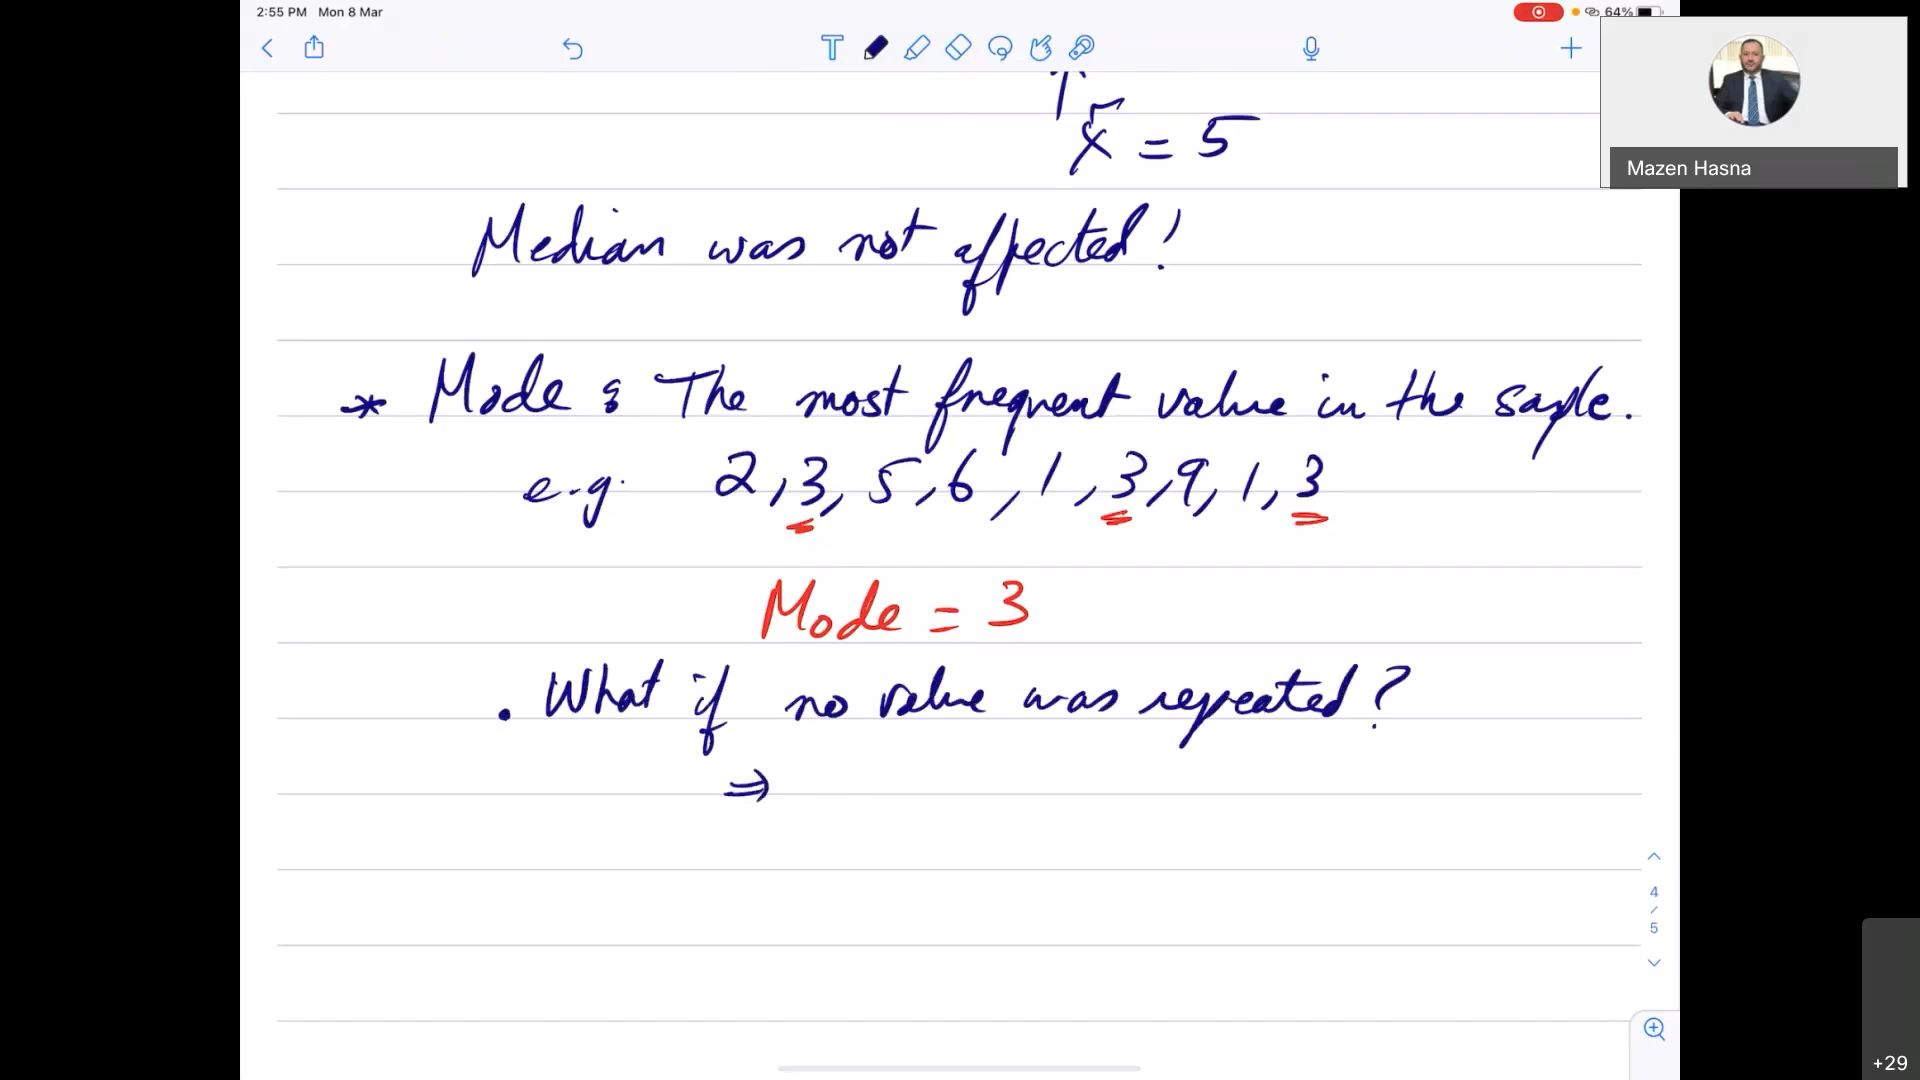 2:55 PM Mon 8 Mar
64%
Mazen Hasna
x̃ = 5
Median was not affected!
* Mode : The most frequent value in the saple.
e.g. 2, 3, 5, 6, 1, 3, 9, 1, 3
Mode = 3
. What if no value was repeated?
⇒
4
/
5
+29